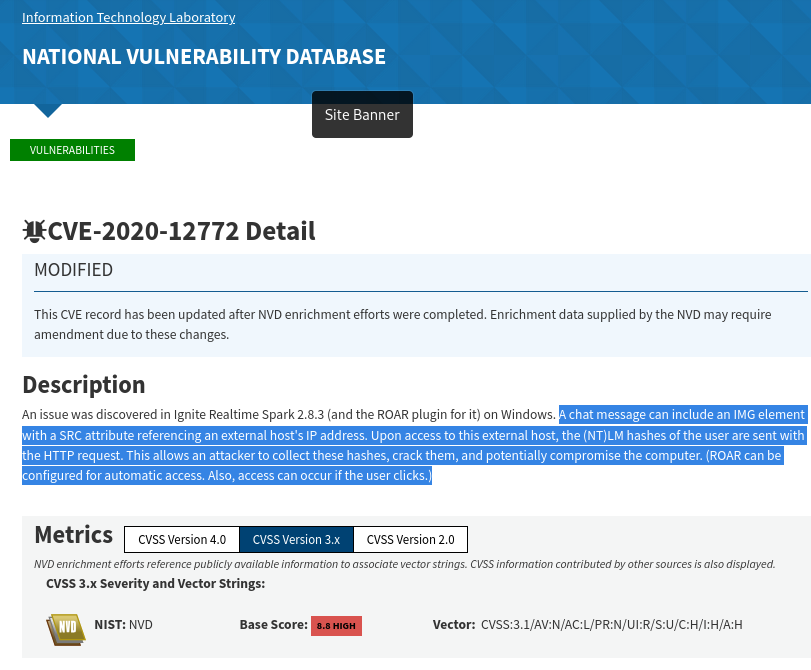 Information Technology Laboratory
NATIONAL VULNERABILITY DATABASE
Site Banner
VULNERABILITIES
CVE-2020-12772 Detail
MODIFIED
This CVE record has been updated after NVD enrichment efforts were completed. Enrichment data supplied by the NVD may require
amendment due to these changes.
Description
An issue was discovered in Ignite Realtime Spark 2.8.3 (and the ROAR plugin for it) on Windows. A chat message can include an IMG element
with a SRC attribute referencing an external host's IP address. Upon access to this external host, the (NT)LM hashes of the user are sent with
the HTTP request. This allows an attacker to collect these hashes, crack them, and potentially compromise the computer. (ROAR can be
configured for automatic access. Also, access can occur if the user clicks.)
Metrics CVSS Version 4.0 CVSS Version 3.x CVSS Version 2.0
NVD enrichment efforts reference publicly available information to associate vector strings. CVSS information contributed by other sources is also displayed.
CVSS 3.x Severity and Vector Strings:
NVD NIST: NVD Base Score: 8.8 HIGH Vector: CVSS:3.1/AV:N/AC:L/PR:N/UI:R/S:U/C:H/I:H/A:H